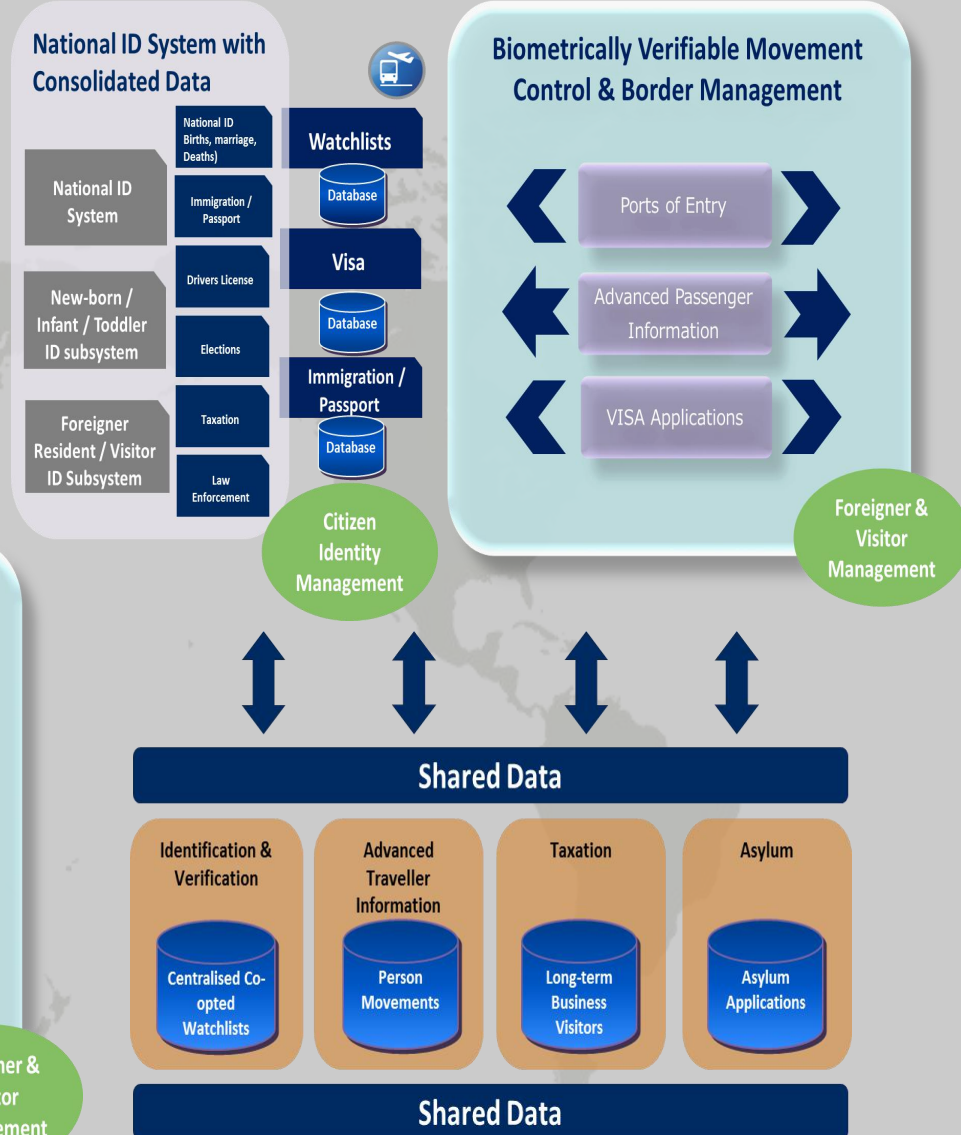 National ID System with
Consolidated Data
National ID
Births, marriage,
Deaths)
Immigration /
Passport
Drivers License
Elections
Taxation
Law
Enforcement
National ID
System
New-born /
Infant / Toddler
ID subsystem
Foreigner
Resident / Visitor
ID Subsystem
Watchlists
Database
Visa
Database
Immigration /
Passport
Database
Citizen
Identity
Management
Biometrically Verifiable Movement
Control & Border Management
Ports of Entry
Advanced Passenger
Information
VISA Applications
Foreigner &
Visitor
Management
Shared Data
Identification &
Verification
Centralised Co-
opted
Watchlists
Advanced
Traveller
Information
Person
Movements
Taxation
Long-term
Business
Visitors
Asylum
Asylum
Applications
Shared Data
ner &
tor
ement